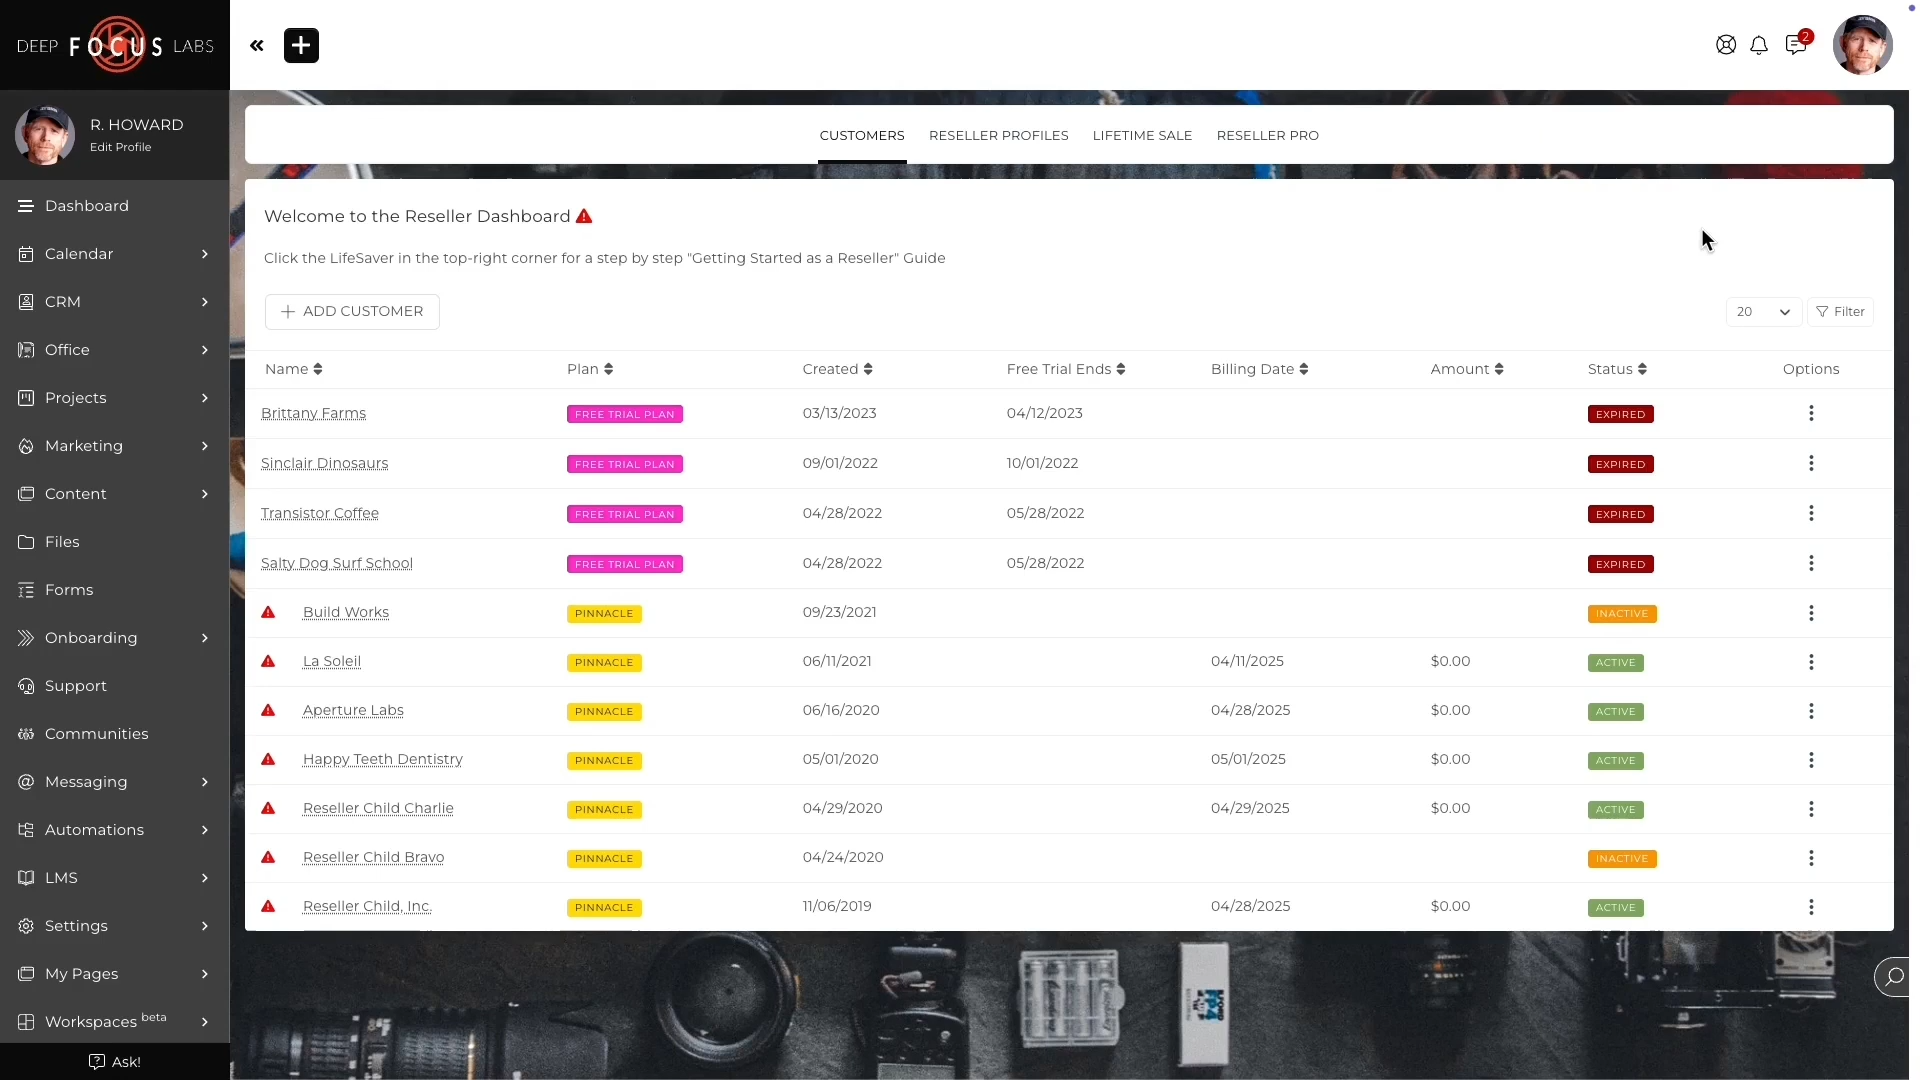 DEEP FOCUS LABS
2
R. HOWARD
Edit Profile
Dashboard
Calendar
CRM
Office
Projects
Marketing
Content
Files
Forms
Onboarding
Support
Communities
Messaging
Automations
LMS
Settings
My Pages
Workspaces beta
Ask!
CUSTOMERS RESELLER PROFILES LIFETIME SALE RESELLER PRO
Welcome to the Reseller Dashboard
Click the LifeSaver in the top-right corner for a step by step "Getting Started as a Reseller" Guide
ADD CUSTOMER 20 Filter
Name Plan Created Free Trial Ends Billing Date Amount Status Options
Brittany Farms FREE TRIAL PLAN 03/13/2023 04/12/2023 EXPIRED
Sinclair Dinosaurs FREE TRIAL PLAN 09/01/2022 10/01/2022 EXPIRED
Transistor Coffee FREE TRIAL PLAN 04/28/2022 05/28/2022 EXPIRED
Salty Dog Surf School FREE TRIAL PLAN 04/28/2022 05/28/2022 EXPIRED
Build Works PINNACLE 09/23/2021 INACTIVE
La Soleil PINNACLE 06/11/2021 04/11/2025 $0.00 ACTIVE
Aperture Labs PINNACLE 06/16/2020 04/28/2025 $0.00 ACTIVE
Happy Teeth Dentistry PINNACLE 05/01/2020 05/01/2025 $0.00 ACTIVE
Reseller Child Charlie PINNACLE 04/29/2020 04/29/2025 $0.00 ACTIVE
Reseller Child Bravo PINNACLE 04/24/2020 INACTIVE
Reseller Child, Inc. PINNACLE 11/06/2019 04/28/2025 $0.00 ACTIVE